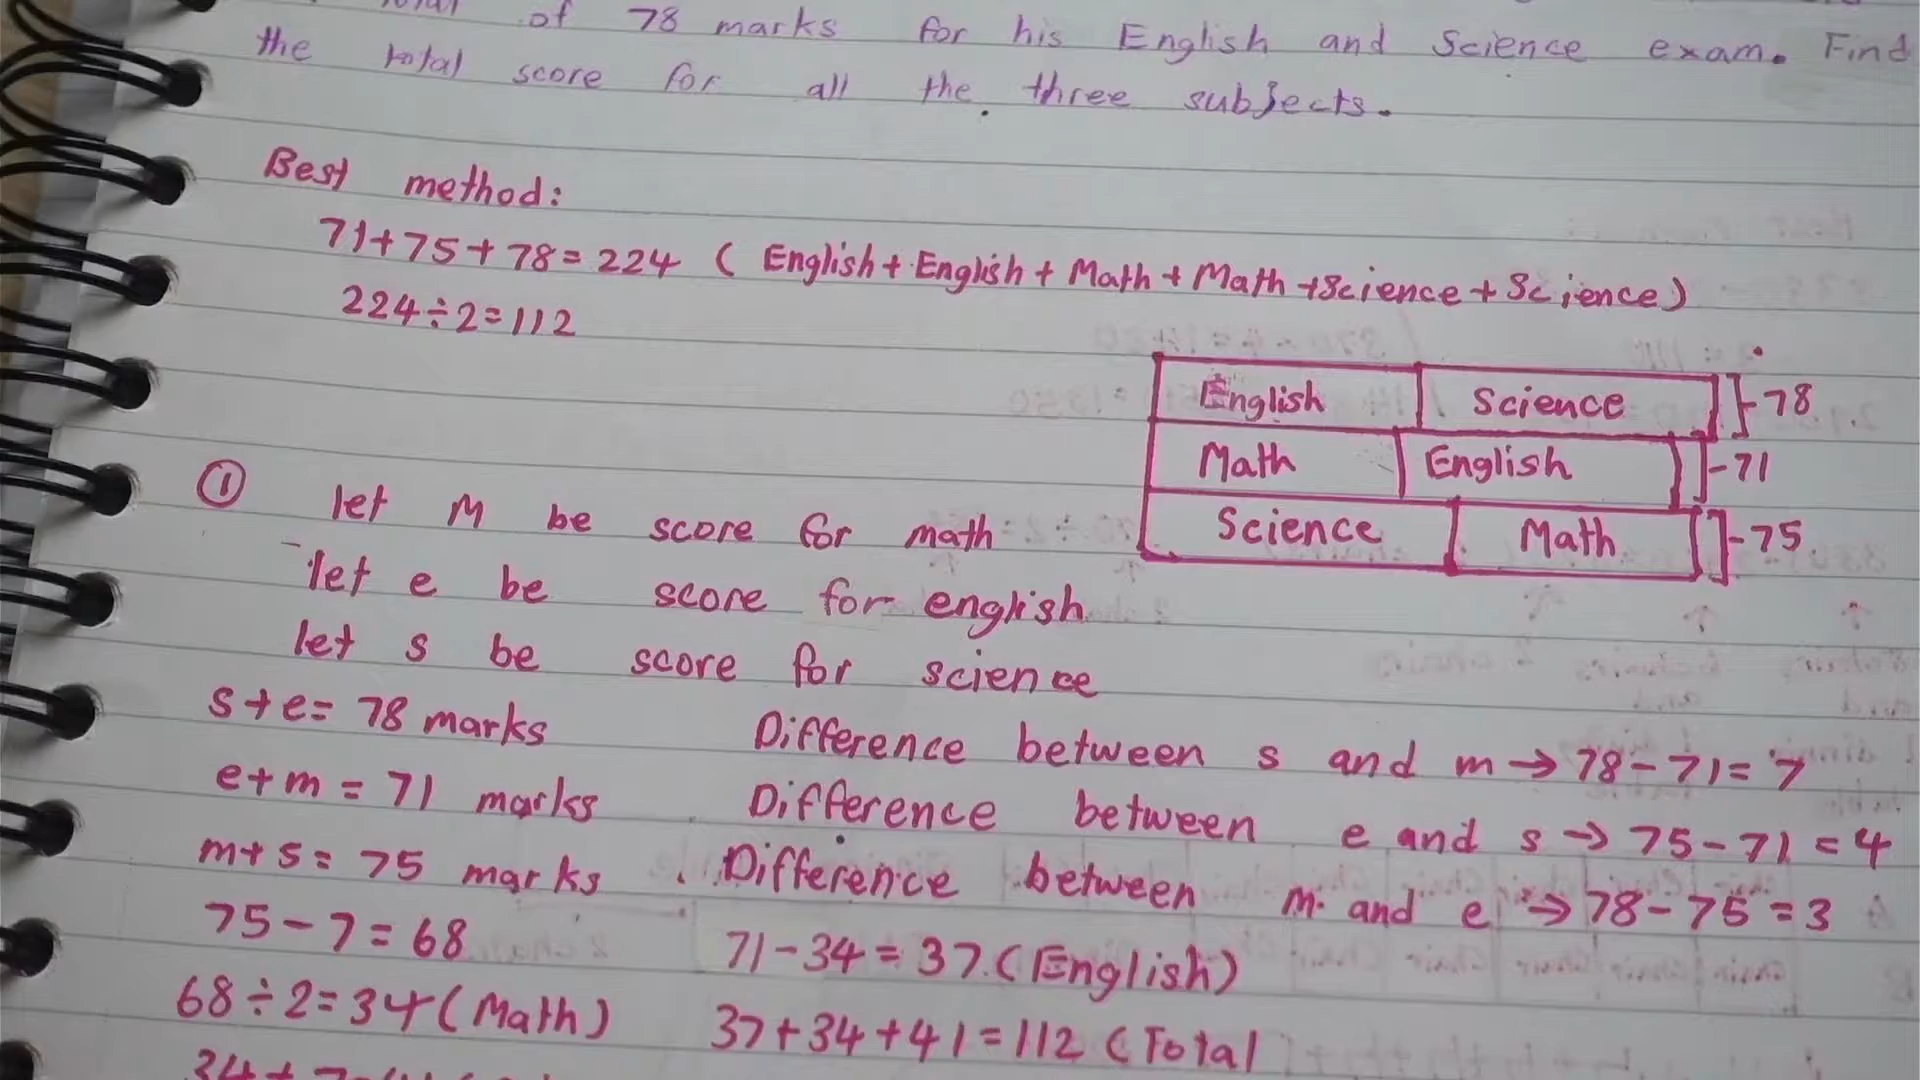 of 78 marks for his English and Science exam. Find
the total score for all the three subjects.
Best method:
71+75+78=224 (English+English+Math+Math+Science+Science)
224÷2=112
English Science 78
Math English 71
Science Math 75
① let M be score for math
let e be score for english
let s be score for science
s+e= 78 marks
Difference between s and m→78-71=7
e+m = 71 marks
Difference between e and s→75-71=4
m+s= 75 marks
Difference between m and e→78-75=3
75-7=68
71-34=37.(English)
68÷2=34(Math)
37+34+41=112 (Total